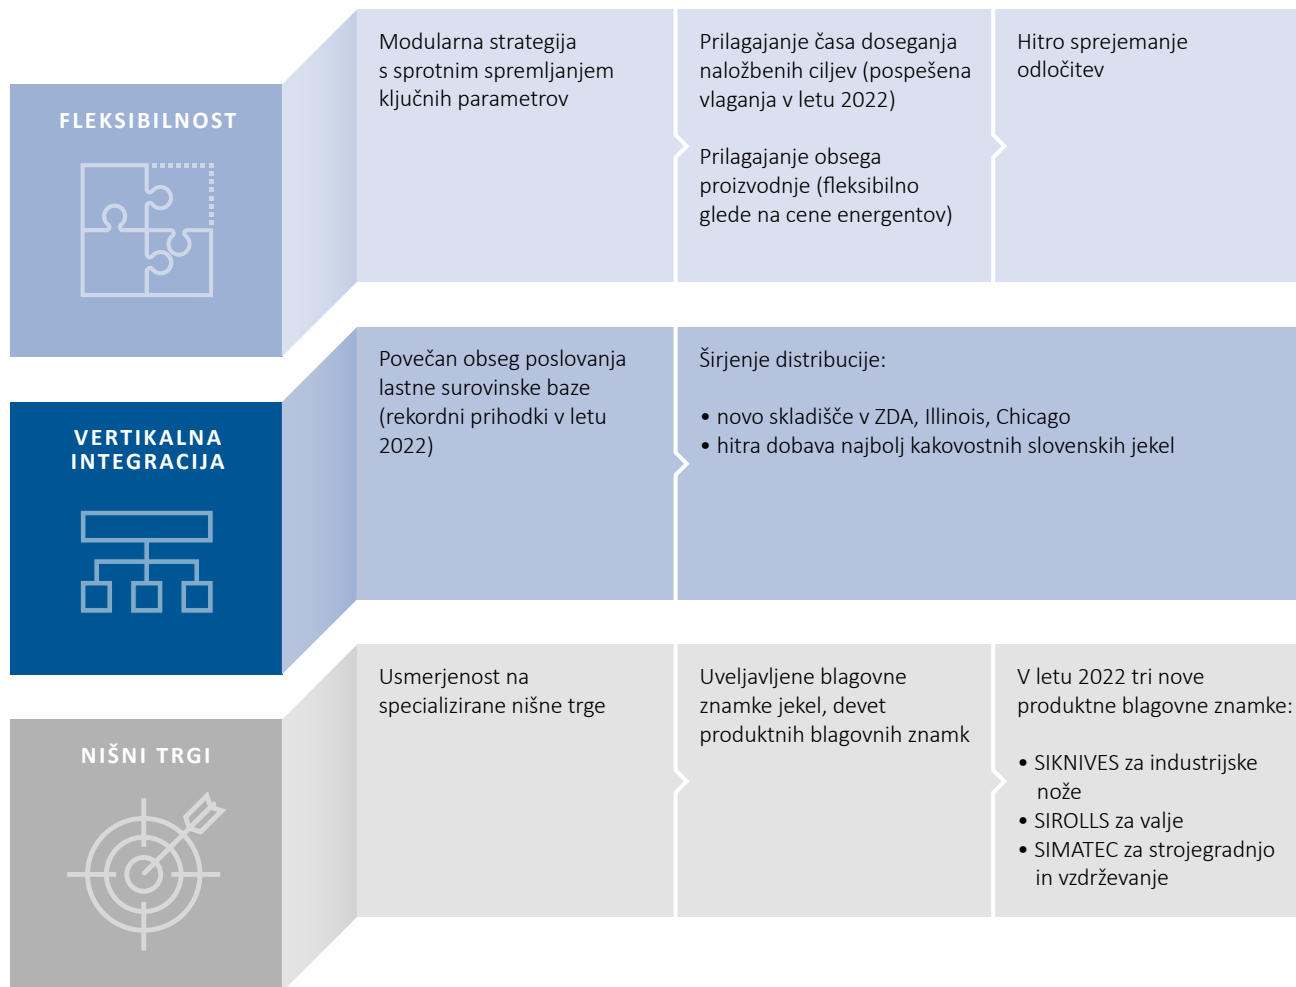 FLEKSIBILNOST
Modularna strategija
s sprotnim spremljanjem
ključnih parametrov
Prilagajanje časa doseganja
naložbenih ciljev (pospešena
vlaganja v letu 2022)
Prilagajanje obsega
proizvodnje (fleksibilno
glede na cene energentov)
Hitro sprejemanje
odločitev
VERTIKALNA
INTEGRACIJA
Povečan obseg poslovanja
lastne surovinske baze
(rekordni prihodki v letu
2022)
Širjenje distribucije:
• novo skladišče v ZDA, Illinois, Chicago
• hitra dobava najbolj kakovostnih slovenskih jekel
NIŠNI TRGI
Usmerjenost na
specializirane nišne trge
Uveljavljene blagovne
znamke jekel, devet
produktnih blagovnih znamk
V letu 2022 tri nove
produktne blagovne znamke:
• SIKNIVES za industrijske
nože
• SIROLLS za valje
• SIMATEC za strojegradnjo
in vzdrževanje